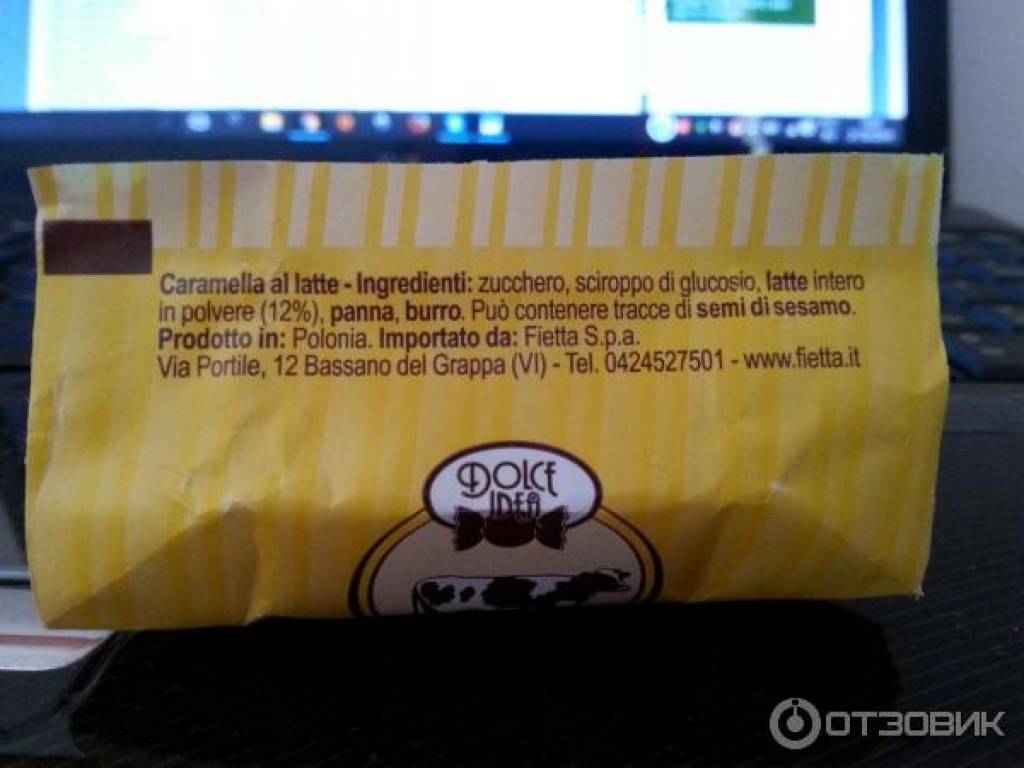 Caramella al latte - Ingredienti: zucchero, sciroppo di glucosio, latte intero
in polvere (12%), panna, burro. Può contenere tracce di semi di sesamo.
Prodotto in: Polonia. Importato da: Fietta S.p.a.
Via Portile, 12 Bassano del Grappa (VI) - Tel. 0424527501 - www.fietta.it
DOLCE
IDEA
ОТЗОВИК